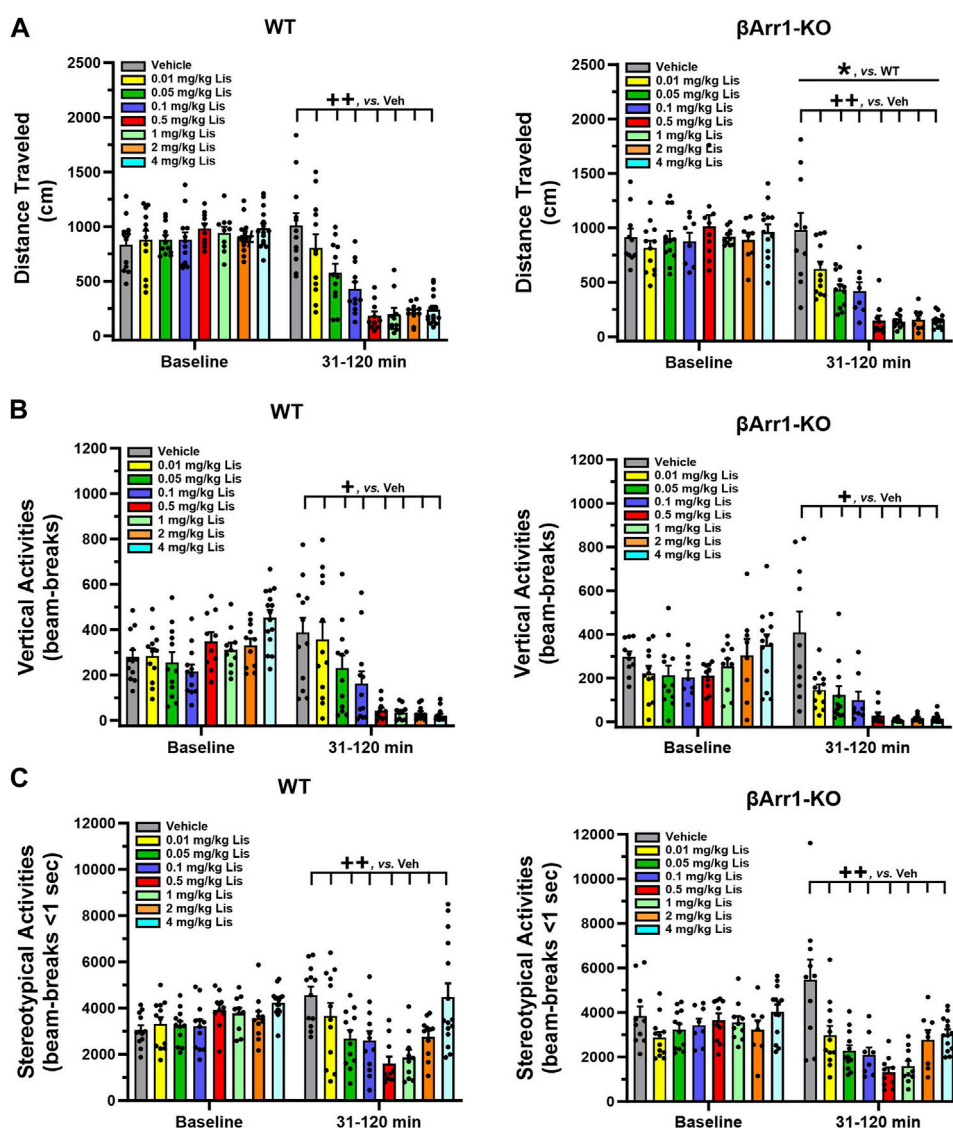 A
WT
βArr1-KO
Distance Traveled
(cm)
2500
2000
1500
1000
500
0
Vehicle
0.01 mg/kg Lis
0.05 mg/kg Lis
0.1 mg/kg Lis
0.5 mg/kg Lis
1 mg/kg Lis
2 mg/kg Lis
4 mg/kg Lis
++, vs. Veh
Baseline
31-120 min
Distance Traveled
(cm)
2500
2000
1500
1000
500
0
Vehicle
0.01 mg/kg Lis
0.05 mg/kg Lis
0.1 mg/kg Lis
0.5 mg/kg Lis
1 mg/kg Lis
2 mg/kg Lis
4 mg/kg Lis
*, vs. WT
++, vs. Veh
Baseline
31-120 min
B
WT
βArr1-KO
Vertical Activities
(beam-breaks)
1200
1000
800
600
400
200
0
Vehicle
0.01 mg/kg Lis
0.05 mg/kg Lis
0.1 mg/kg Lis
0.5 mg/kg Lis
1 mg/kg Lis
2 mg/kg Lis
4 mg/kg Lis
+, vs. Veh
Baseline
31-120 min
Vertical Activities
(beam-breaks)
1200
1000
800
600
400
200
0
Vehicle
0.01 mg/kg Lis
0.05 mg/kg Lis
0.1 mg/kg Lis
0.5 mg/kg Lis
1 mg/kg Lis
2 mg/kg Lis
4 mg/kg Lis
+, vs. Veh
Baseline
31-120 min
C
WT
βArr1-KO
Stereotypical Activities
(beam-breaks <1 sec)
12000
10000
8000
6000
4000
2000
0
Vehicle
0.01 mg/kg Lis
0.05 mg/kg Lis
0.1 mg/kg Lis
0.5 mg/kg Lis
1 mg/kg Lis
2 mg/kg Lis
4 mg/kg Lis
++, vs. Veh
Baseline
31-120 min
Stereotypical Activities
(beam-breaks <1 sec)
12000
10000
8000
6000
4000
2000
0
Vehicle
0.01 mg/kg Lis
0.05 mg/kg Lis
0.1 mg/kg Lis
0.5 mg/kg Lis
1 mg/kg Lis
2 mg/kg Lis
4 mg/kg Lis
++, vs. Veh
Baseline
31-120 min